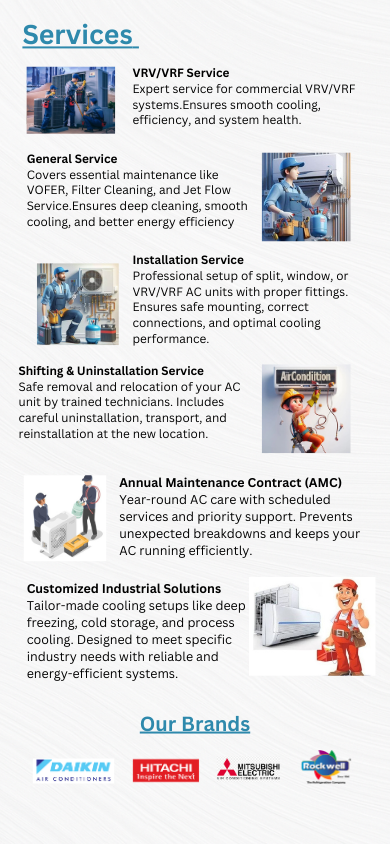 Services
VRV/VRF Service
Expert service for commercial VRV/VRF
systems.Ensures smooth cooling,
efficiency, and system health.
General Service
Covers essential maintenance like
VOFER, Filter Cleaning, and Jet Flow
Service.Ensures deep cleaning, smooth
cooling, and better energy efficiency
Installation Service
Professional setup of split, window, or
VRV/VRF AC units with proper fittings.
Ensures safe mounting, correct
connections, and optimal cooling
performance.
Shifting & Uninstallation Service
Safe removal and relocation of your AC
unit by trained technicians. Includes
careful uninstallation, transport, and
reinstallation at the new location.
AirCondjtion
Annual Maintenance Contract (AMC)
Year-round AC care with scheduled
services and priority support. Prevents
unexpected breakdowns and keeps your
AC running efficiently.
Customized Industrial Solutions
Tailor-made cooling setups like deep
freezing, cold storage, and process
cooling. Designed to meet specific
industry needs with reliable and
energy-efficient systems.
Our Brands
DAIKIN
AIR CONDITIONERS
HITACHI
Inspire the Next
MITSUBISHI
ELECTRIC
AIR CONDITIONING SYSTEMS
Rockwell
The Refrigeration Company